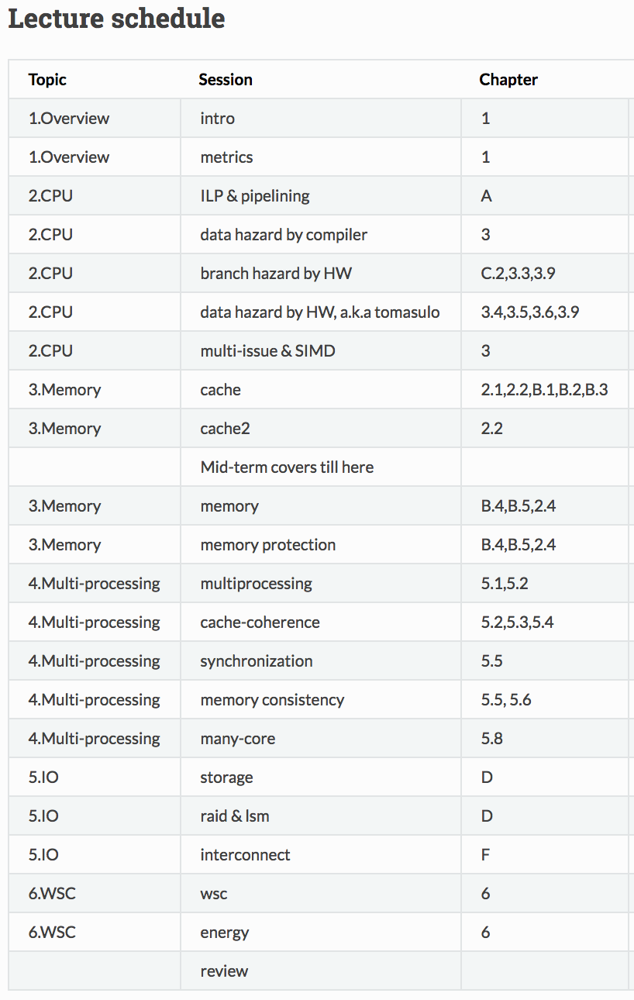 Lecture schedule
Topic Session Chapter
1.Overview intro 1
1.Overview metrics 1
2.CPU ILP & pipelining A
2.CPU data hazard by compiler 3
2.CPU branch hazard by HW C.2,3.3,3.9
2.CPU data hazard by HW, a.k.a tomasulo 3.4,3.5,3.6,3.9
2.CPU multi-issue & SIMD 3
3.Memory cache 2.1,2.2,B.1,B.2,B.3
3.Memory cache2 2.2
Mid-term covers till here
3.Memory memory B.4,B.5,2.4
3.Memory memory protection B.4,B.5,2.4
4.Multi-processing multiprocessing 5.1,5.2
4.Multi-processing cache-coherence 5.2,5.3,5.4
4.Multi-processing synchronization 5.5
4.Multi-processing memory consistency 5.5, 5.6
4.Multi-processing many-core 5.8
5.IO storage D
5.IO raid & lsm D
5.IO interconnect F
6.WSC wsc 6
6.WSC energy 6
review